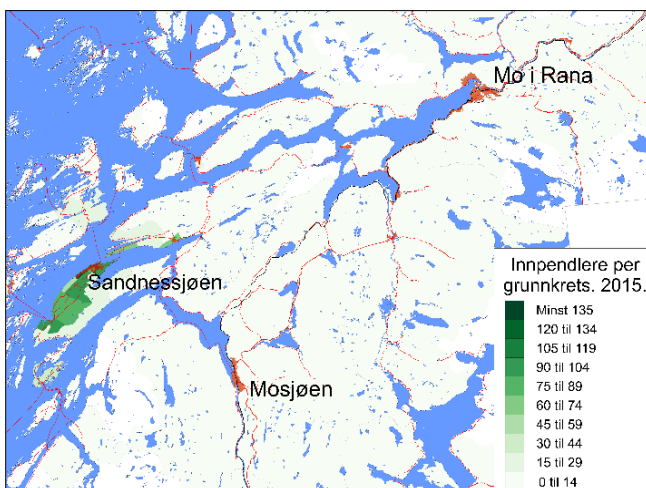 Mo i Rana
Sandnessjøen
Mosjøen
Innpendlere per
grunnkrets. 2015.
Minst 135
120 til 134
105 til 119
90 til 104
75 til 89
60 til 74
45 til 59
30 til 44
15 til 29
0 til 14